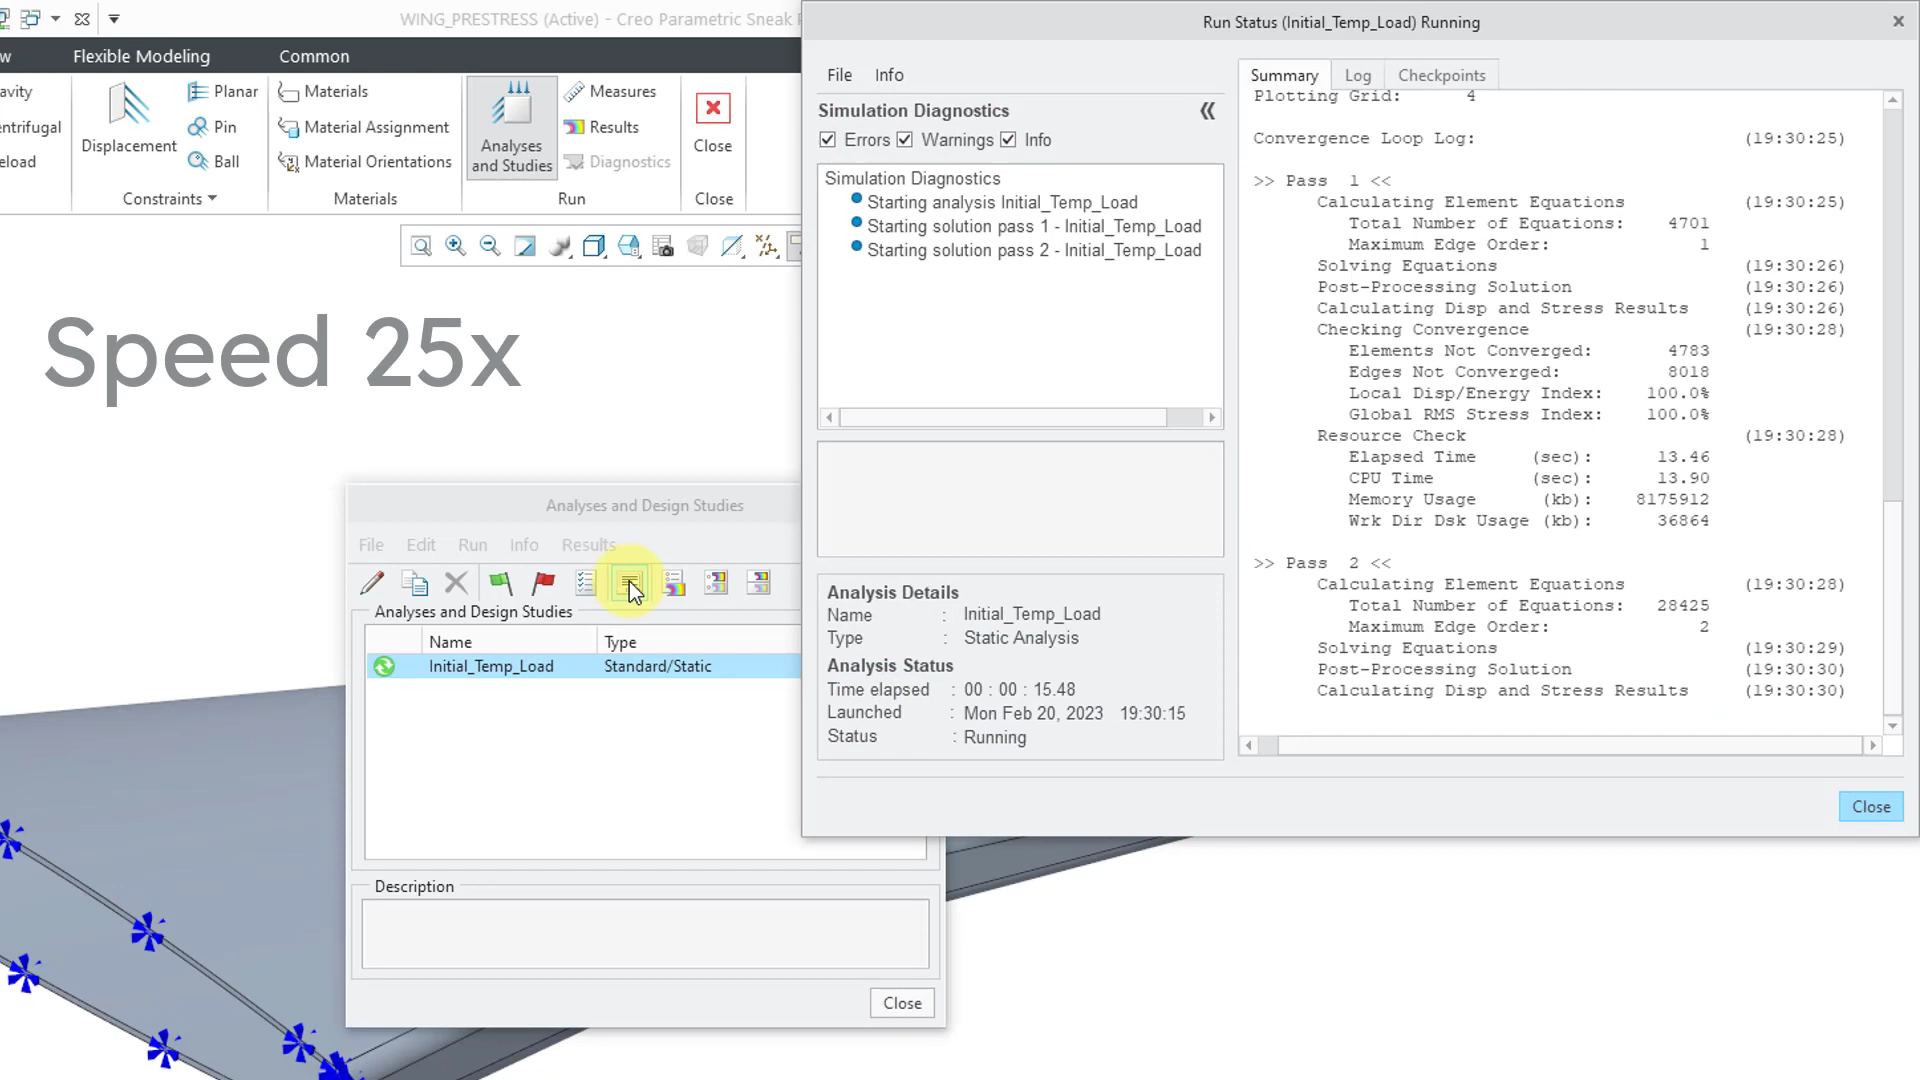 WING_PRESTRESS (Active) - Creo Parametric Sneak
Run Status (Initial_Temp_Load) Running
Flexible Modeling
Common
Displacement
Planar
Pin
Ball
Constraints
Materials
Material Assignment
Material Orientations
Materials
Analyses
and Studies
Measures
Results
Diagnostics
Run
Close
Close
Speed 25x
File Info
Simulation Diagnostics
Errors Warnings Info
Simulation Diagnostics
Starting analysis Initial_Temp_Load
Starting solution pass 1 - Initial_Temp_Load
Starting solution pass 2 - Initial_Temp_Load
Analysis Details
Name : Initial_Temp_Load
Type : Static Analysis
Analysis Status
Time elapsed : 00 : 00 : 15.48
Launched : Mon Feb 20, 2023 19:30:15
Status : Running
Summary Log Checkpoints
Plotting Grid: 4
Convergence Loop Log: (19:30:25)
>> Pass 1 <<
Calculating Element Equations (19:30:25)
Total Number of Equations: 4701
Maximum Edge Order: 1
Solving Equations (19:30:26)
Post-Processing Solution (19:30:26)
Calculating Disp and Stress Results (19:30:26)
Checking Convergence (19:30:28)
Elements Not Converged: 4783
Edges Not Converged: 8018
Local Disp/Energy Index: 100.0%
Global RMS Stress Index: 100.0%
Resource Check (19:30:28)
Elapsed Time (sec): 13.46
CPU Time (sec): 13.90
Memory Usage (kb): 8175912
Wrk Dir Dsk Usage (kb): 36864
>> Pass 2 <<
Calculating Element Equations (19:30:28)
Total Number of Equations: 28425
Maximum Edge Order: 2
Solving Equations (19:30:29)
Post-Processing Solution (19:30:30)
Calculating Disp and Stress Results (19:30:30)
Close
Analyses and Design Studies
File Edit Run Info Results
Analyses and Design Studies
Name Type
Initial_Temp_Load Standard/Static
Description
Close